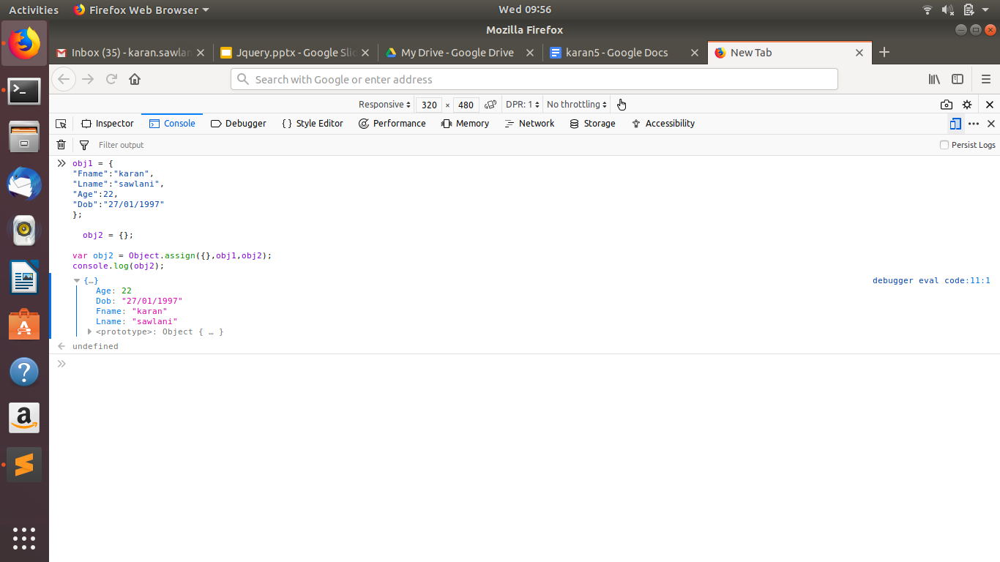 Activities
Firefox Web Browser
Wed 09:56
Mozilla Firefox
Inbox (35) - karan.sawlan
Jquery.pptx - Google Slid
My Drive - Google Drive
karan5 - Google Docs
New Tab
Search with Google or enter address
Responsive 320 × 480 DPR: 1 No throttling
Inspector Console Debugger { } Style Editor Performance Memory Network Storage Accessibility
Filter output
Persist Logs
obj1 = {
"Fname":"karan",
"Lname":"sawlani",
"Age":22,
"Dob":"27/01/1997"
};
obj2 = {};
var obj2 = Object.assign({},obj1,obj2);
console.log(obj2);
{…} debugger eval code:11:1
Age: 22
Dob: "27/01/1997"
Fname: "karan"
Lname: "sawlani"
<prototype>: Object { … }
undefined